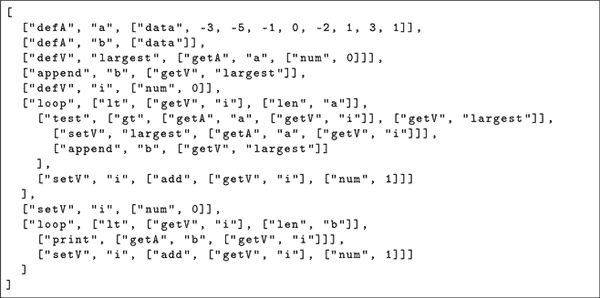 [
  ["defA", "a", ["data", -3, -5, -1, 0, -2, 1, 3, 1]],
  ["defA", "b", ["data"]],
  ["defV", "largest", ["getA", "a", ["num", 0]]],
  ["append", "b", ["getV", "largest"]],
  ["defV", "i", ["num", 0]],
  ["loop", ["lt", ["getV", "i"], ["len", "a"]],
    ["test", ["gt", ["getA", "a", ["getV", "i"]], ["getV", "largest"]],
      ["setV", "largest", ["getA", "a", ["getV", "i"]]],
      ["append", "b", ["getV", "largest"]]
    ],
    ["setV", "i", ["add", ["getV", "i"], ["num", 1]]]
  ],
  ["setV", "i", ["num", 0]],
  ["loop", ["lt", ["getV", "i"], ["len", "b"]],
    ["print", ["getA", "b", ["getV", "i"]]],
    ["setV", "i", ["add", ["getV", "i"], ["num", 1]]]
  ]
]